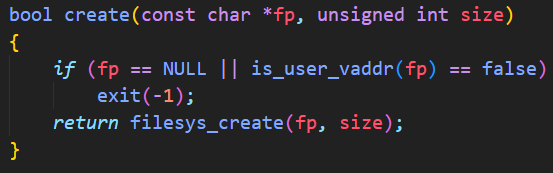 bool create(const char *fp, unsigned int size)
{
    if (fp == NULL || is_user_vaddr(fp) == false)
        exit(-1);
    return filesys_create(fp, size);
}